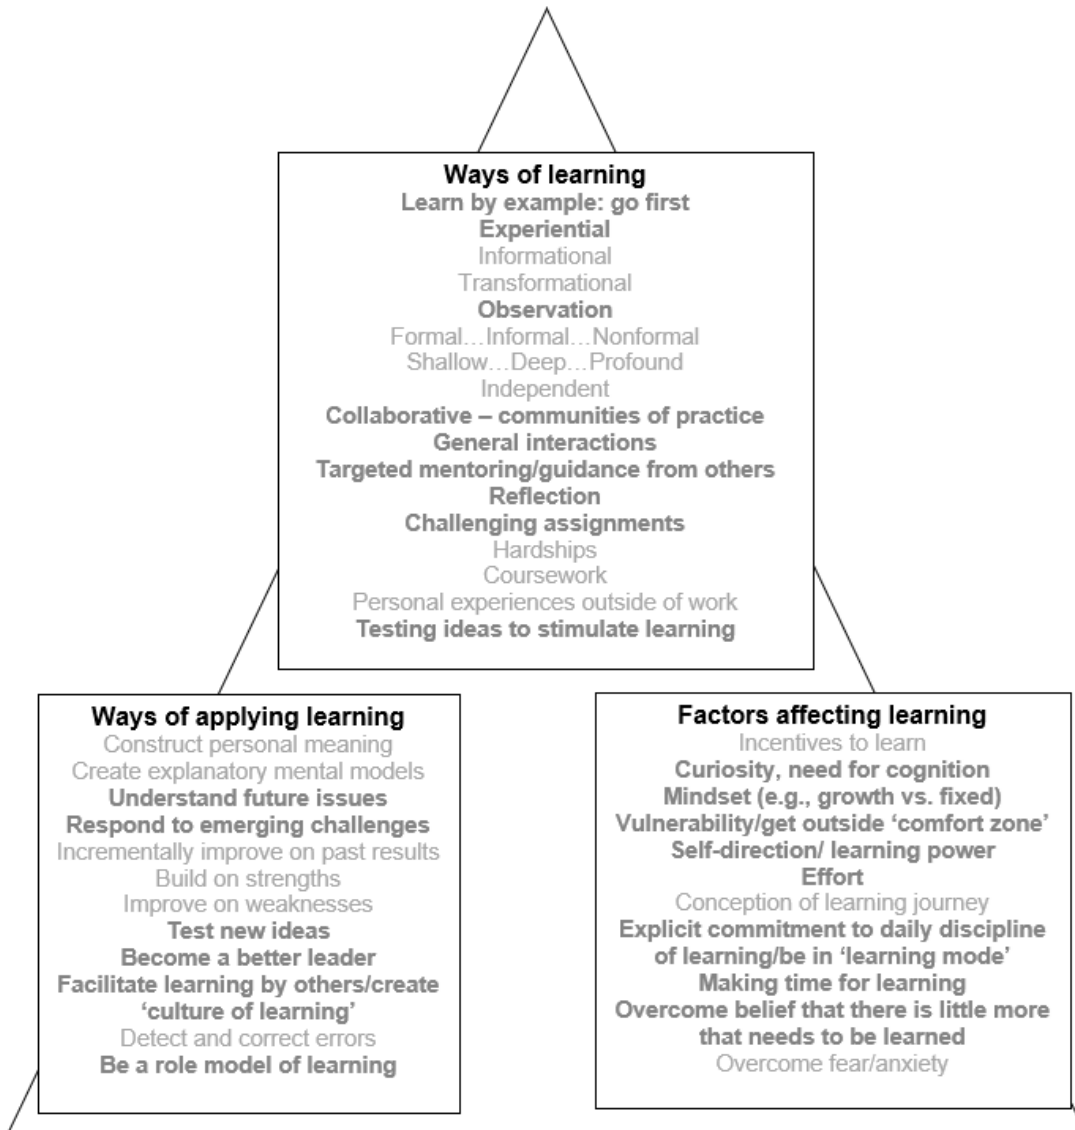 Ways of learning
Learn by example: go first
Experiential
Informational
Transformational
Observation
Formal…Informal…Nonformal
Shallow…Deep…Profound
Independent
Collaborative – communities of practice
General interactions
Targeted mentoring/guidance from others
Reflection
Challenging assignments
Hardships
Coursework
Personal experiences outside of work
Testing ideas to stimulate learning
Ways of applying learning
Construct personal meaning
Create explanatory mental models
Understand future issues
Respond to emerging challenges
Incrementally improve on past results
Build on strengths
Improve on weaknesses
Test new ideas
Become a better leader
Facilitate learning by others/create
‘culture of learning’
Detect and correct errors
Be a role model of learning
Factors affecting learning
Incentives to learn
Curiosity, need for cognition
Mindset (e.g., growth vs. fixed)
Vulnerability/get outside ‘comfort zone’
Self-direction/ learning power
Effort
Conception of learning journey
Explicit commitment to daily discipline
of learning/be in ‘learning mode’
Making time for learning
Overcome belief that there is little more
that needs to be learned
Overcome fear/anxiety